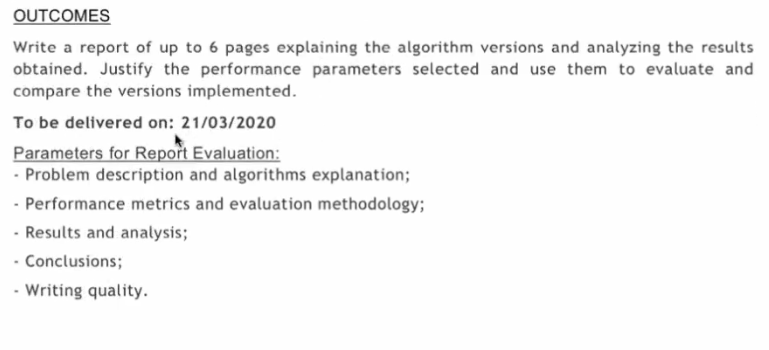 OUTCOMES
Write a report of up to 6 pages explaining the algorithm versions and analyzing the results
obtained. Justify the performance parameters selected and use them to evaluate and
compare the versions implemented.
To be delivered on: 21/03/2020
Parameters for Report Evaluation:
- Problem description and algorithms explanation;
- Performance metrics and evaluation methodology;
- Results and analysis;
- Conclusions;
- Writing quality.